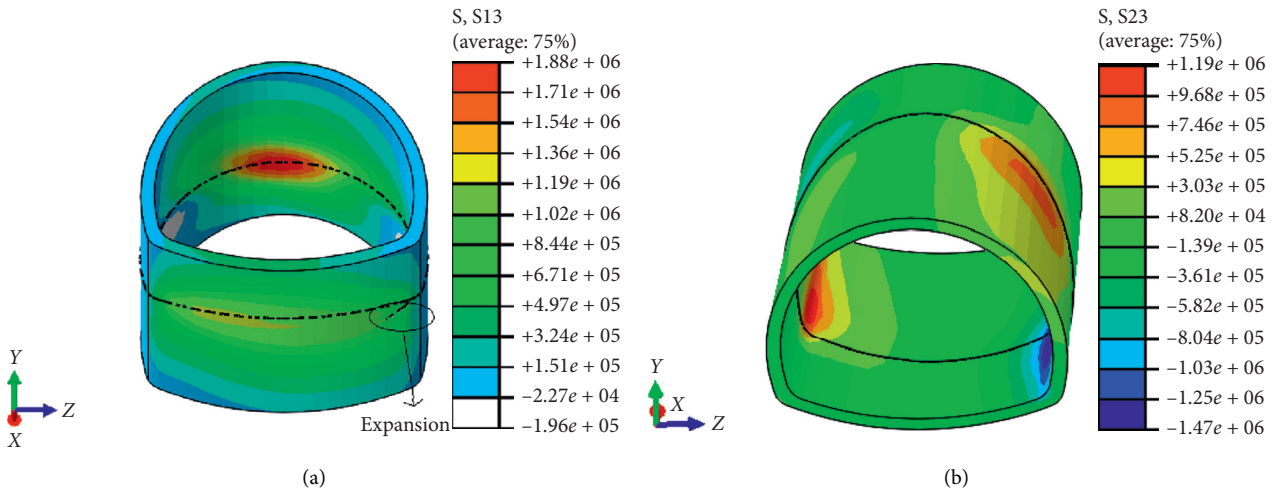 S, S13
(average: 75%)
+1.88e + 06
+1.71e + 06
+1.54e + 06
+1.36e + 06
+1.19e + 06
+1.02e + 06
+8.44e + 05
+6.71e + 05
+4.97e + 05
+3.24e + 05
+1.51e + 05
−2.27e + 04
−1.96e + 05
Expansion
Y
Z
X
(a)
S, S23
(average: 75%)
+1.19e + 06
+9.68e + 05
+7.46e + 05
+5.25e + 05
+3.03e + 05
+8.20e + 04
−1.39e + 05
−3.61e + 05
−5.82e + 05
−8.04e + 05
−1.03e + 06
−1.25e + 06
−1.47e + 06
Y
X
Z
(b)